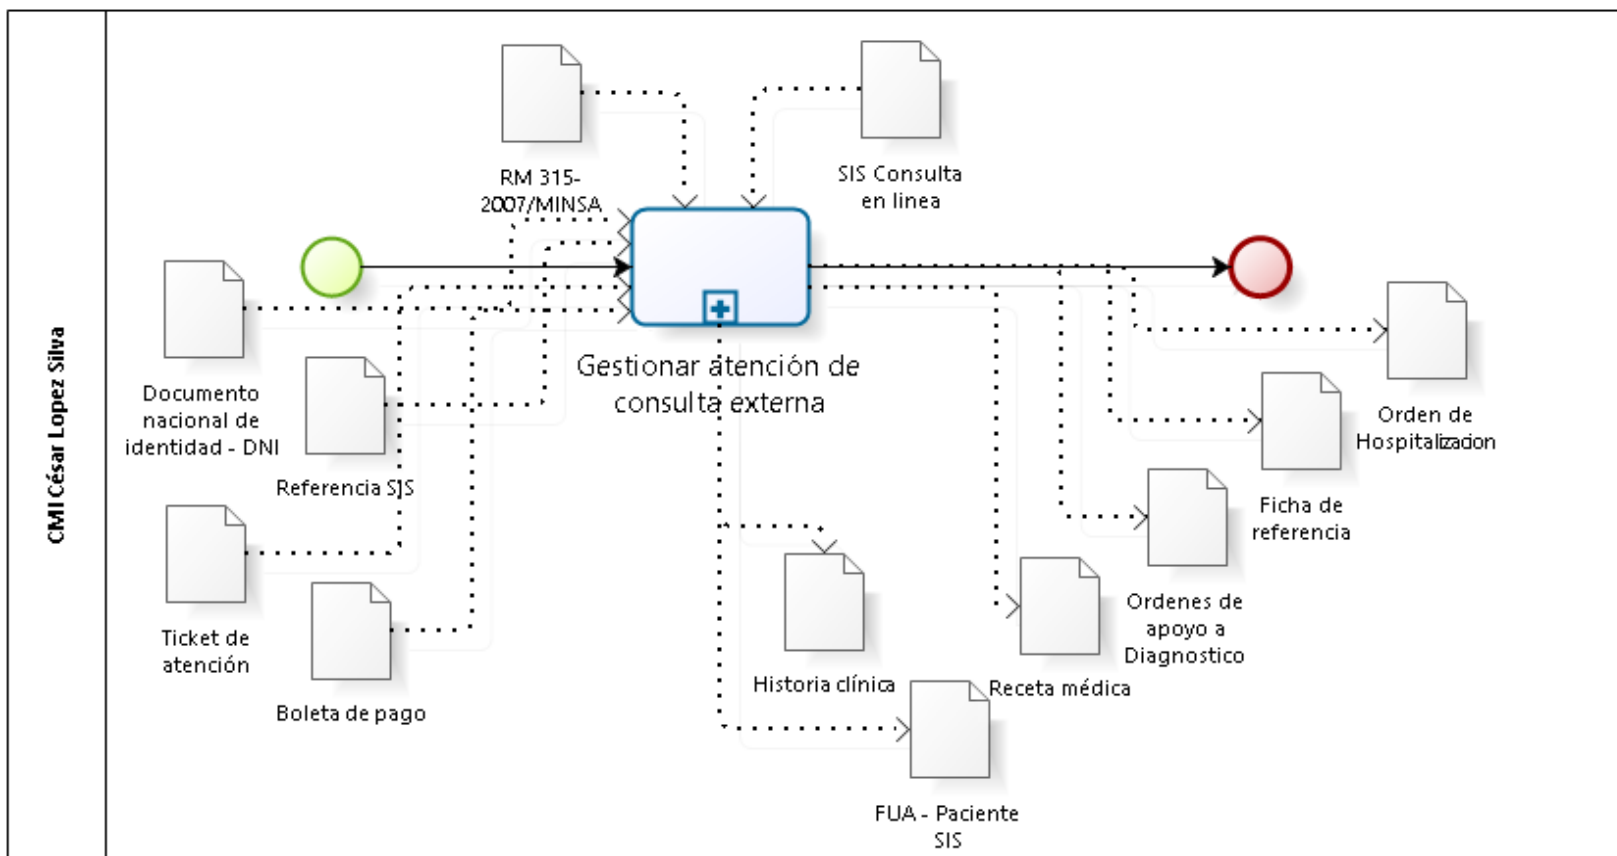 CMI César Lopez Silva
RM 315-
2007/MINSA
SIS Consulta
en linea
Gestionar atención de
consulta externa
Documento
nacional de
identidad - DNI
Referencia SIS
Ticket de
atención
Boleta de pago
Historia clínica
FUA - Paciente
SIS
Receta médica
Ordenes de
apoyo a
Diagnostico
Ficha de
referencia
Orden de
Hospitalizacion